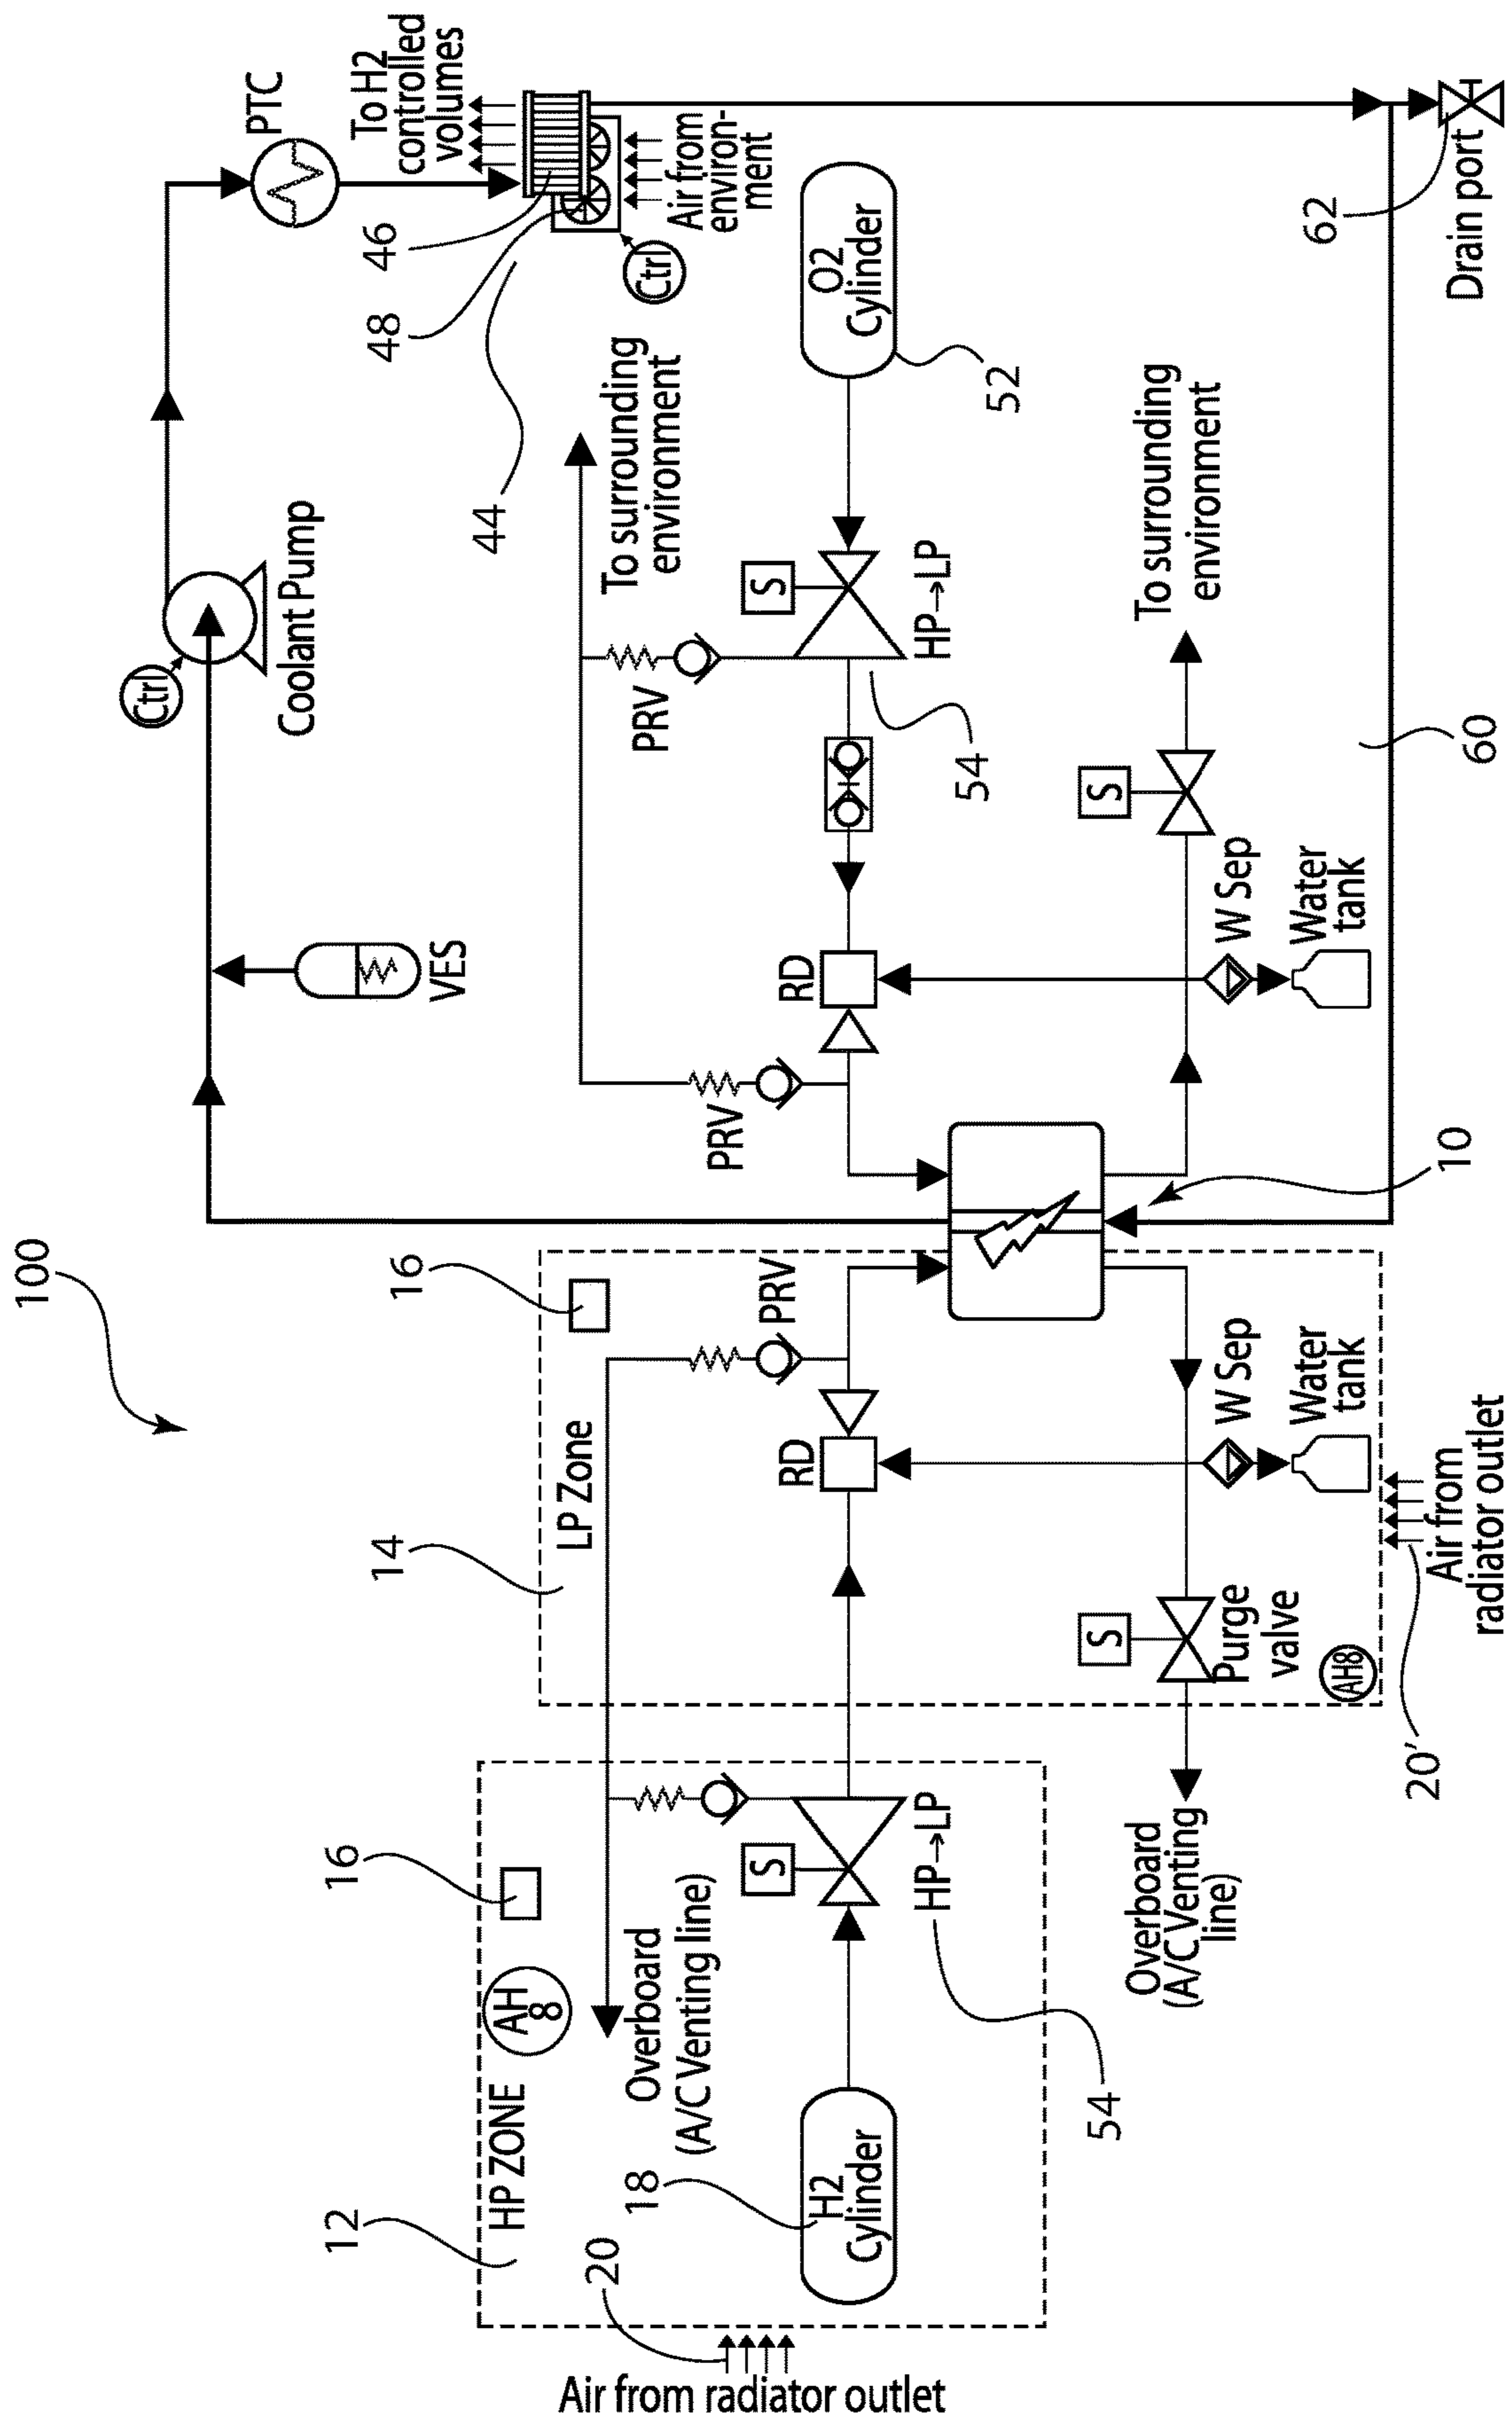 100
Ctrl
Coolant Pump
PTC
VES
To H2
controlled
volumes
46
48
44
Ctrl
Air from
environ-
ment
12
16
14
16
HP ZONE
AH
8
LP Zone
To surrounding
environment
20
18
Overboard
(A/C Venting line)
PRV
PRV
PRV
S
S
Air from radiator outlet
H2
Cylinder
RD
RD
O2
Cylinder
HP→LP
HP→LP
54
54
52
S
S
Overboard
(A/C Venting
line)
To surrounding
environment
Purge
valve
W Sep
W Sep
Water
tank
Water
tank
AH8
20'
10
60
62
Air from
radiator outlet
Drain port